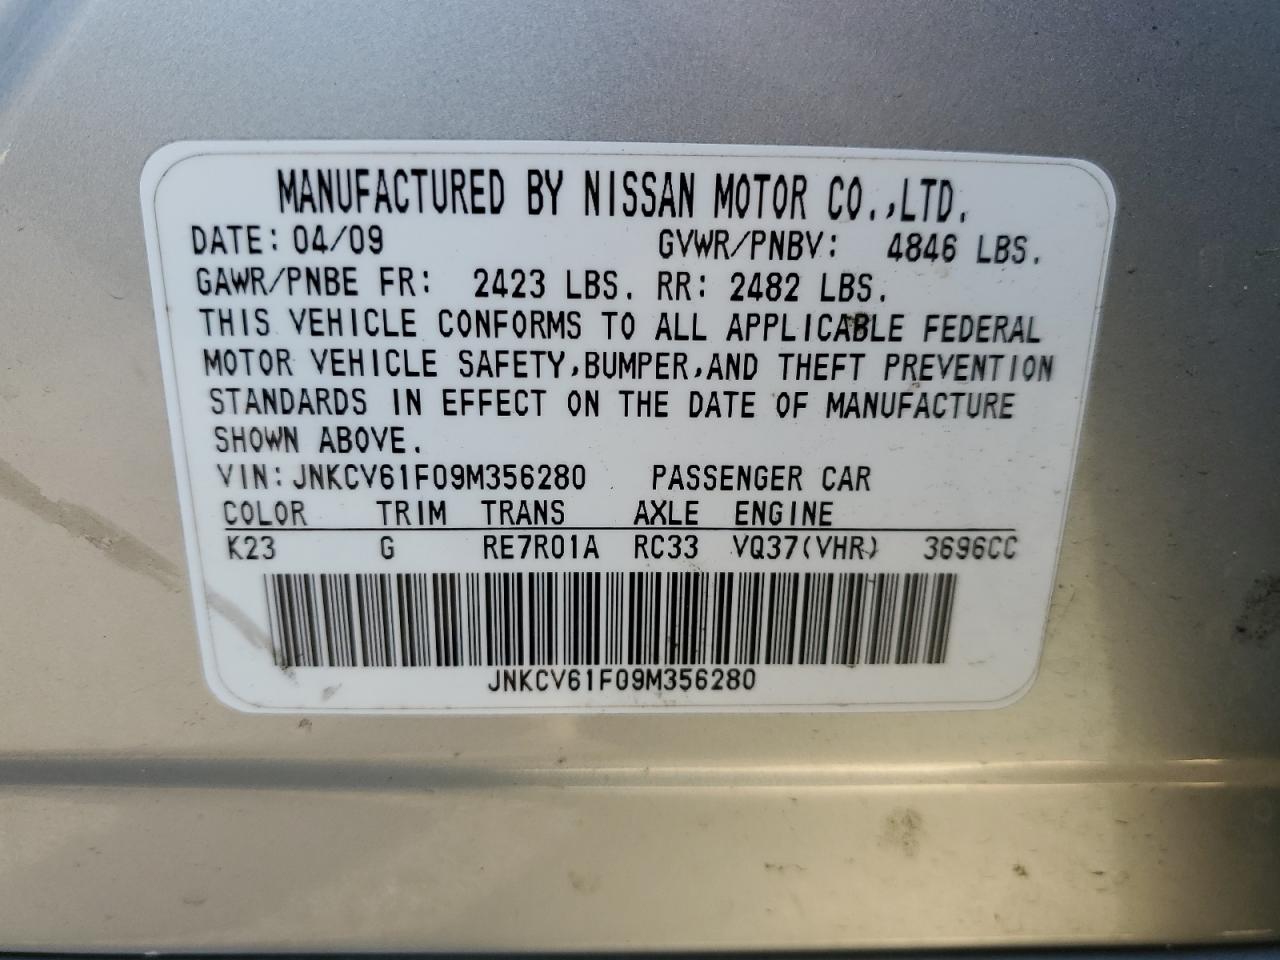 MANUFACTURED BY NISSAN MOTOR CO.,LTD.
DATE: 04/09 GVWR/PNBV: 4846 LBS.
GAWR/PNBE FR: 2423 LBS. RR: 2482 LBS.
THIS VEHICLE CONFORMS TO ALL APPLICABLE FEDERAL
MOTOR VEHICLE SAFETY,BUMPER,AND THEFT PREVENTION
STANDARDS IN EFFECT ON THE DATE OF MANUFACTURE
SHOWN ABOVE.
VIN: JNKCV61F09M356280 PASSENGER CAR
COLOR TRIM TRANS AXLE ENGINE
K23 G RE7R01A RC33 VQ37(VHR) 3696CC
JNKCV61F09M356280